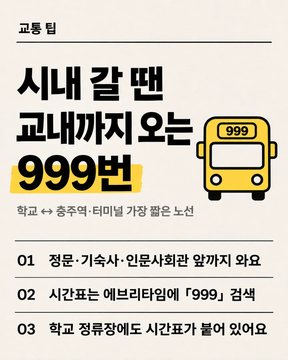 교통 팁
시내 갈 땐
교내까지 오는
999번
999
학교 ↔ 충주역·터미널 가장 짧은 노선
01 정문·기숙사·인문사회관 앞까지 와요
02 시간표는 에브리타임에 「999」 검색
03 학교 정류장에도 시간표가 붙어 있어요